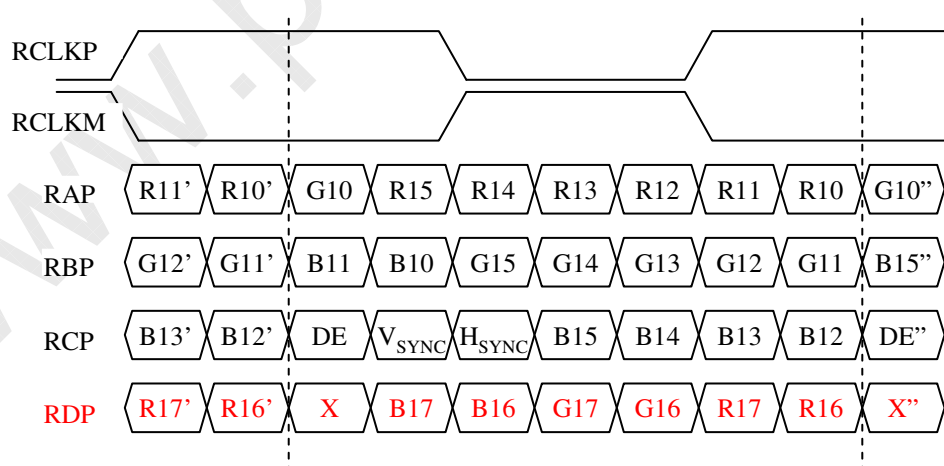 RCLKP
RCLKM
RAP R11’ R10’ G10 R15 R14 R13 R12 R11 R10 G10”
RBP G12’ G11’ B11 B10 G15 G14 G13 G12 G11 B15”
RCP B13’ B12’ DE VSYNC HSYNC B15 B14 B13 B12 DE”
RDP R17’ R16’ X B17 B16 G17 G16 R17 R16 X”